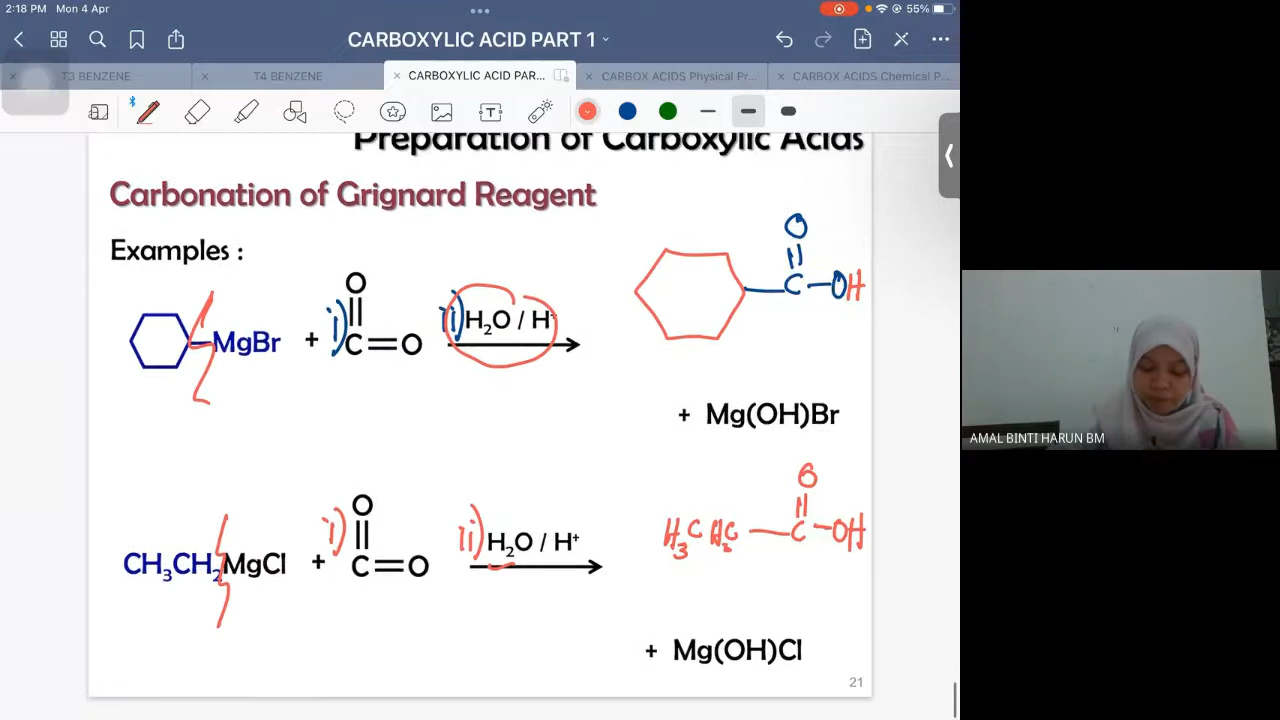 2:18 PM Mon 4 Apr
55%
CARBOXYLIC ACID PART 1
T3 BENZENE
T4 BENZENE
CARBOXYLIC ACID PAR...
CARBOX ACIDS Physical Pr...
CARBOX ACIDS Chemical P...
Preparation of Carboxylic Acids
Carbonation of Grignard Reagent
Examples :
MgBr + i) O
C=O
ii) H₂O / H⁺
O
C-OH
+ Mg(OH)Br
CH₃CH₂MgCl + i) O
C=O
ii) H₂O / H⁺
O
H₃C H₂C-C-OH
+ Mg(OH)Cl
21
AMAL BINTI HARUN BM